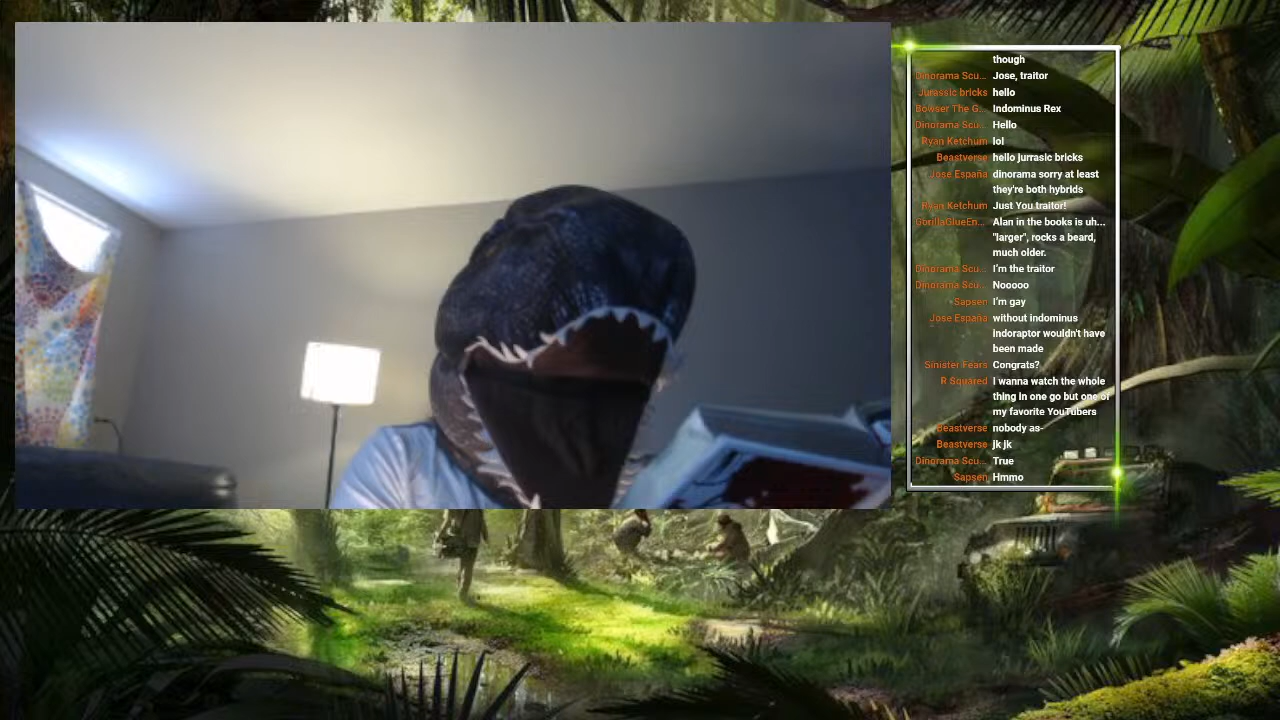 though
Dinorama Scu... Jose, traitor
Jurassic bricks hello
Bowser The G... Indominus Rex
Dinorama Scu... Hello
Ryan Ketchum lol
Beastverse hello jurrasic bricks
Jose España dinorama sorry at least
they're both hybrids
Ryan Ketchum Just You traitor!
GorillaGlueEn... Alan in the books is uh...
"larger", rocks a beard,
much older.
Dinorama Scu... I'm the traitor
Dinorama Scu... Nooooo
Sapsen I'm gay
Jose España without indominus
indoraptor wouldn't have
been made
Sinister Fears Congrats?
R Squared I wanna watch the whole
thing in one go but one of
my favorite YouTubers
Beastverse nobody as-
Beastverse jk jk
Dinorama Scu... True
Sapsen Hmmo